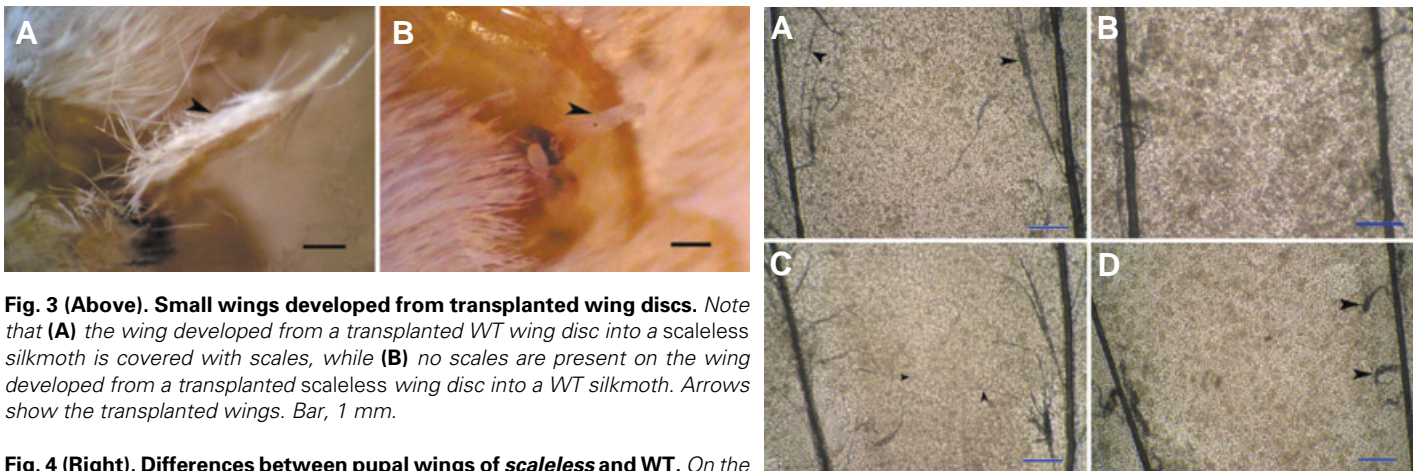 A
B
Fig. 3 (Above). Small wings developed from transplanted wing discs. Note
that (A) the wing developed from a transplanted WT wing disc into a scaleless
silkmoth is covered with scales, while (B) no scales are present on the wing
developed from a transplanted scaleless wing disc into a WT silkmoth. Arrows
show the transplanted wings. Bar, 1 mm.
Fig. 4 (Right). Differences between pupal wings of scaleless and WT. On the
A
B
C
D